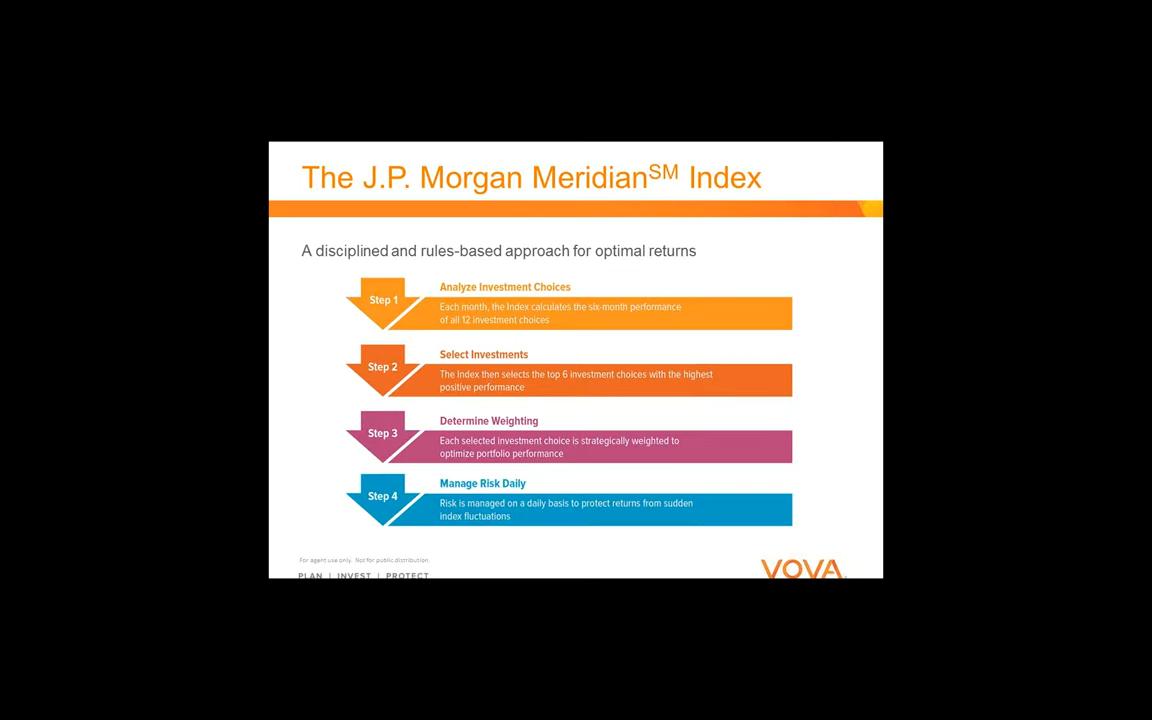 The J.P. Morgan Meridian℠ Index
A disciplined and rules-based approach for optimal returns
Step 1
Analyze Investment Choices
Each month, the Index calculates the six-month performance
of all 12 investment choices
Step 2
Select Investments
The Index then selects the top 6 investment choices with the highest
positive performance
Step 3
Determine Weighting
Each selected investment choice is strategically weighted to
optimize portfolio performance
Step 4
Manage Risk Daily
Risk is managed on a daily basis to protect returns from sudden
index fluctuations
For agent use only. Not for public distribution.
PLAN | INVEST | PROTECT
VOYA